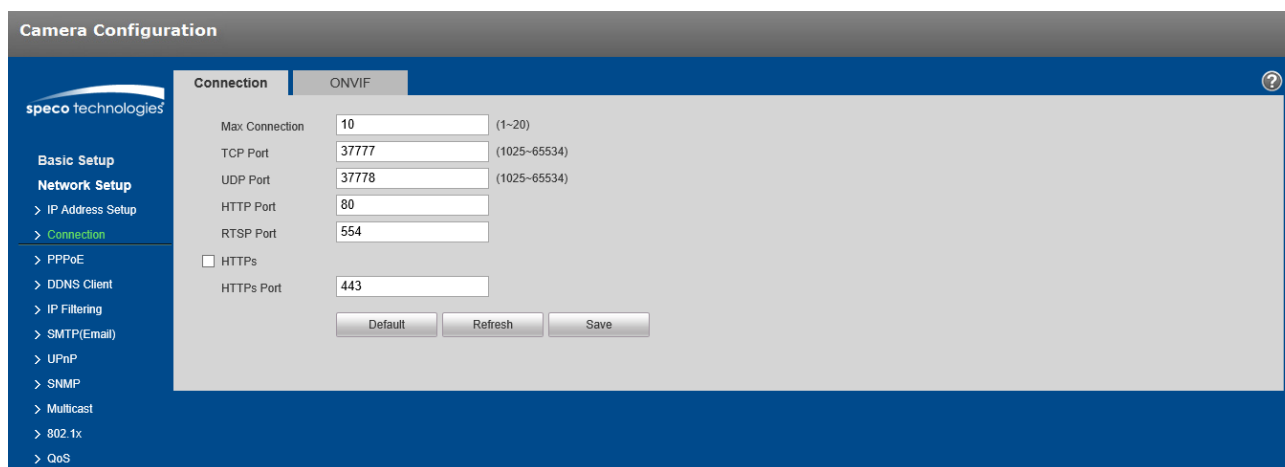 Camera Configuration
speco technologies
Basic Setup
Network Setup
> IP Address Setup
> Connection
> PPPoE
> DDNS Client
> IP Filtering
> SMTP(Email)
> UPnP
> SNMP
> Multicast
> 802.1x
> QoS
Connection ONVIF ?
Max Connection 10 (1~20)
TCP Port 37777 (1025~65534)
UDP Port 37778 (1025~65534)
HTTP Port 80
RTSP Port 554
HTTPs
HTTPs Port 443
Default Refresh Save